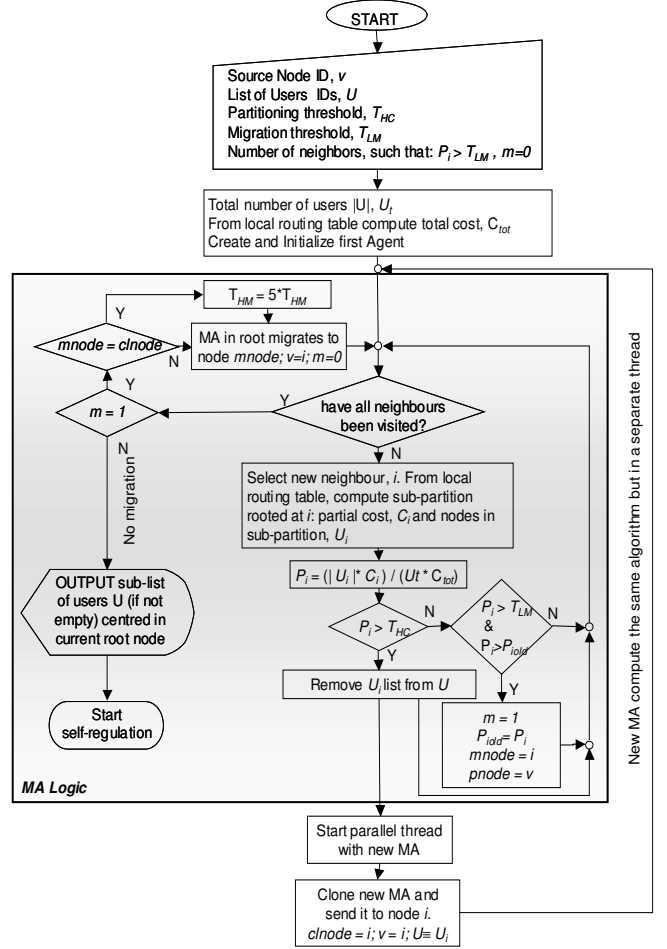 START
Source Node ID, v
List of Users IDs, U
Partitioning threshold, T_HC
Migration threshold, T_LM
Number of neighbors, such that: P_i > T_LM , m=0
Total number of users |U|, U_t
From local routing table compute total cost, C_tot
Create and Initialize first Agent
T_HM = 5*T_HM
Y
mnode = clnode
N
MA in root migrates to
node mnode; v=i; m=0
Y
m = 1
Y
have all neighbours
been visited?
N
N
No migration
Select new neighbour, i. From local
routing table, compute sub-partition
rooted at i: partial cost, C_i and nodes in
sub-partition, U_i
P_i = (| U_i |* C_i ) / (Ut * C_tot)
OUTPUT sub-list
of users U (if not
empty) centred in
current root node
P_i > T_HC
N
P_i > T_LM
&
P_i>P_iold
N
Y
Y
Remove U_i list from U
Start
self-regulation
m = 1
P_iold= P_i
mnode = i
pnode = v
MA Logic
New MA compute the same algorithm but in a separate thread
Start parallel thread
with new MA
Clone new MA and
send it to node i.
clnode = i; v = i; U≡ U_i